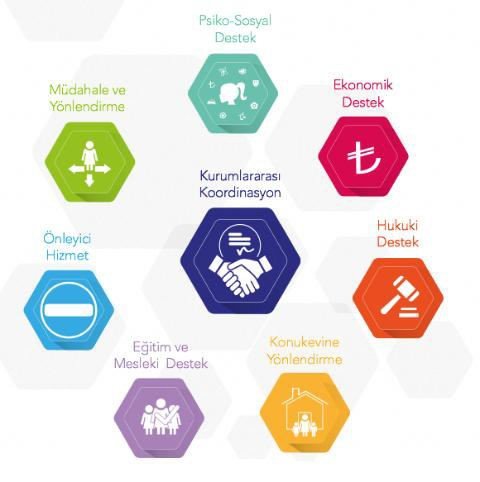 Psiko-Sosyal
Destek
Müdahale ve
Yönlendirme
Ekonomik
Destek
Kurumlararası
Koordinasyon
Önleyici
Hizmet
Hukuki
Destek
Eğitim ve
Mesleki Destek
Konukevine
Yönlendirme